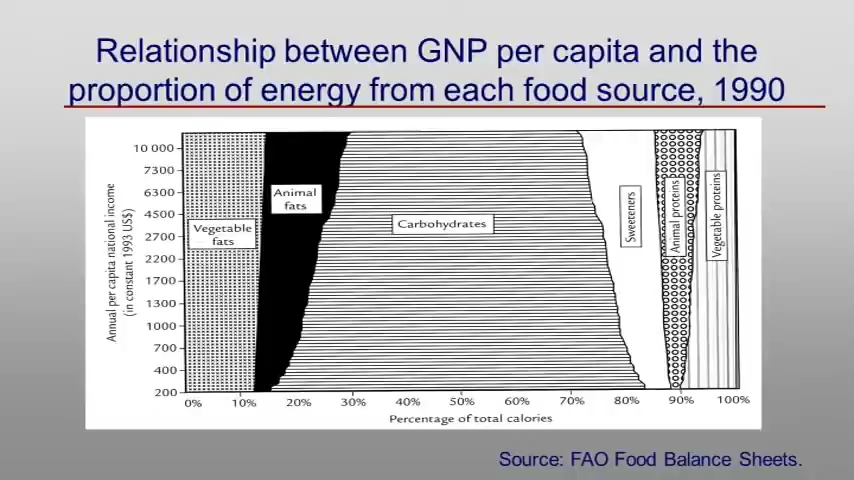 Relationship between GNP per capita and the
proportion of energy from each food source, 1990
Annual per capita national income
(in constant 1993 US$)
10 000
7300
6300
4500
2700
2200
1700
1300
1000
700
400
200
Vegetable
fats
Animal
fats
Carbohydrates
Sweeteners
Animal proteins
Vegetable proteins
0% 10% 20% 30% 40% 50% 60% 70% 80% 90% 100%
Percentage of total calories
Source: FAO Food Balance Sheets.